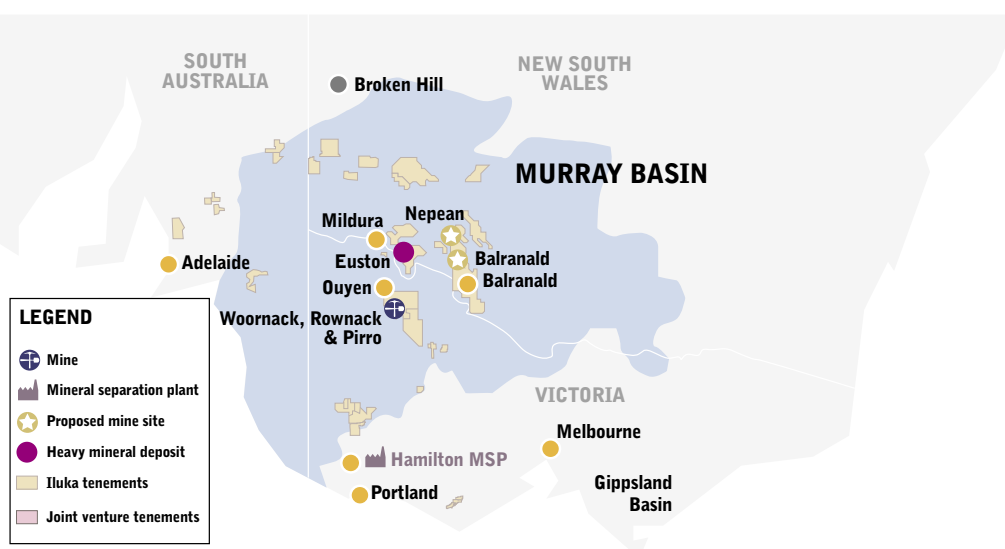 SOUTH
AUSTRALIA
NEW SOUTH
WALES
Broken Hill
MURRAY BASIN
Nepean
Mildura
Euston
Balranald
Adelaide
Ouyen
Balranald
Woornack, Rownack
& Pirro
LEGEND
Mine
Mineral separation plant
Proposed mine site
Heavy mineral deposit
Iluka tenements
Joint venture tenements
VICTORIA
Melbourne
Hamilton MSP
Portland
Gippsland
Basin